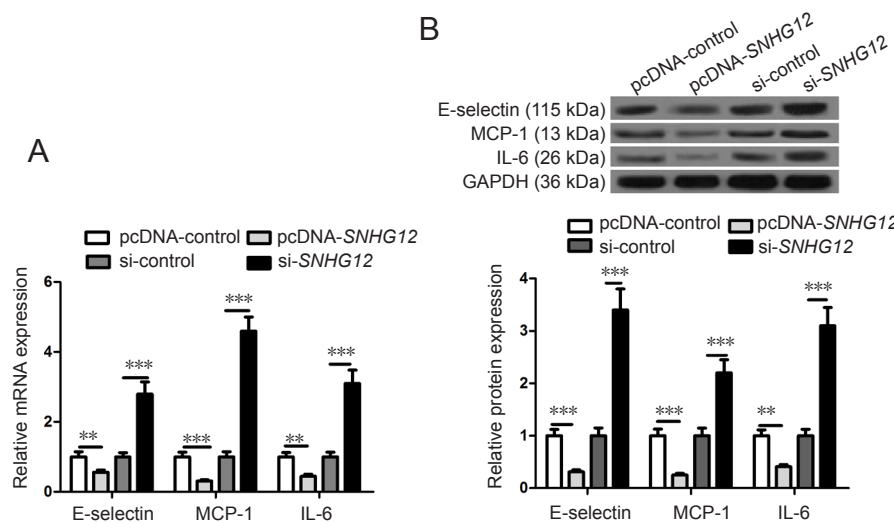 A
pcDNA-control pcDNA-SNHG12
si-control si-SNHG12
Relative mRNA expression
6
4
2
0
** *** *** *** ** ***
E-selectin MCP-1 IL-6
B
pcDNA-control pcDNA-SNHG12 si-control si-SNHG12
E-selectin (115 kDa)
MCP-1 (13 kDa)
IL-6 (26 kDa)
GAPDH (36 kDa)
pcDNA-control pcDNA-SNHG12
si-control si-SNHG12
Relative protein expression
4
3
2
1
0
*** *** *** *** ** ***
E-selectin MCP-1 IL-6